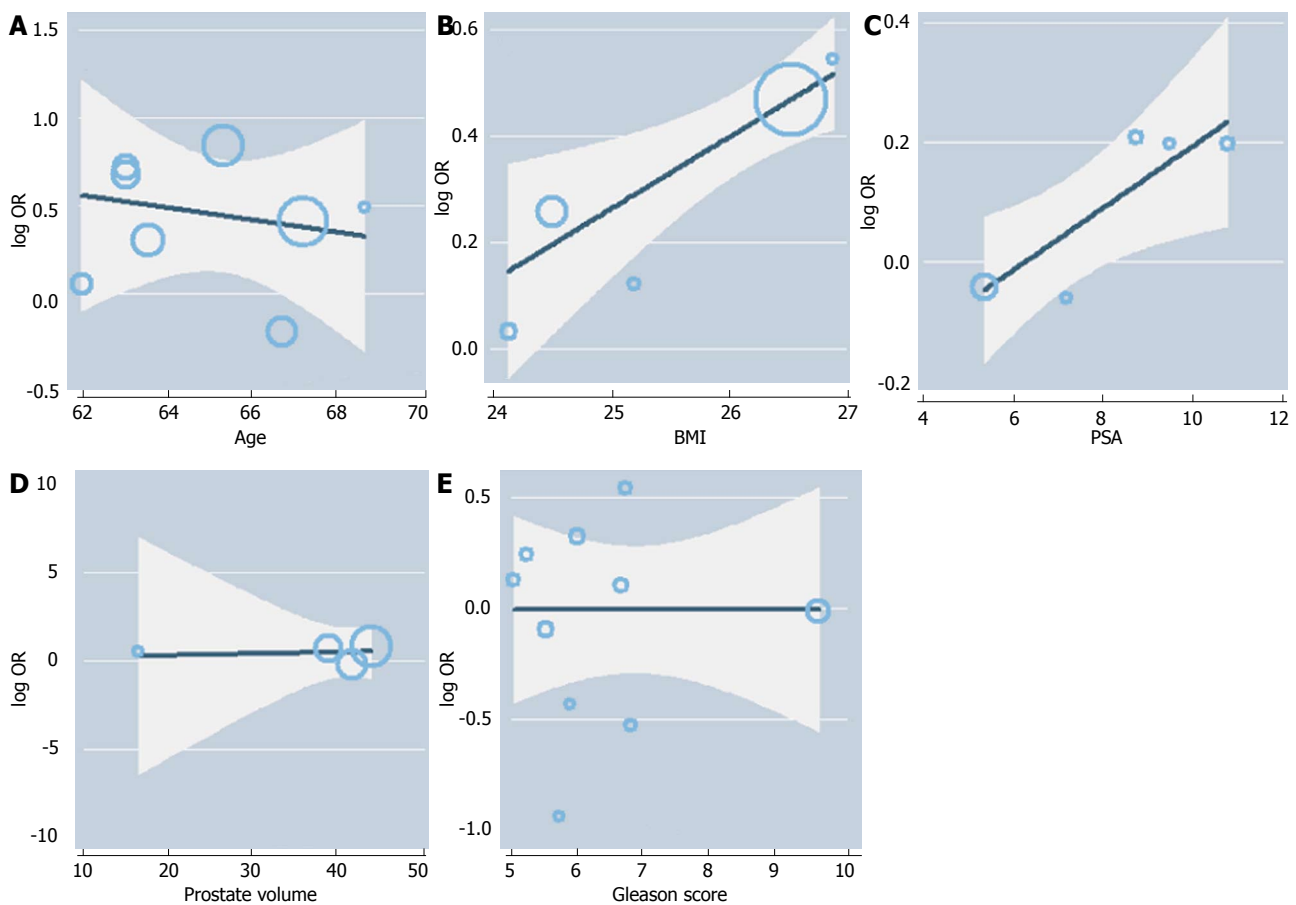 A
log OR
1.5
1.0
0.5
0.0
-0.5
62 64 66 68 70
Age
B
log OR
0.6
0.4
0.2
0.0
24 25 26 27
BMI
C
log OR
0.4
0.2
0.0
-0.2
4 6 8 10 12
PSA
D
log OR
10
5
0
-5
-10
10 20 30 40 50
Prostate volume
E
log OR
0.5
0.0
-0.5
-1.0
5 6 7 8 9 10
Gleason score